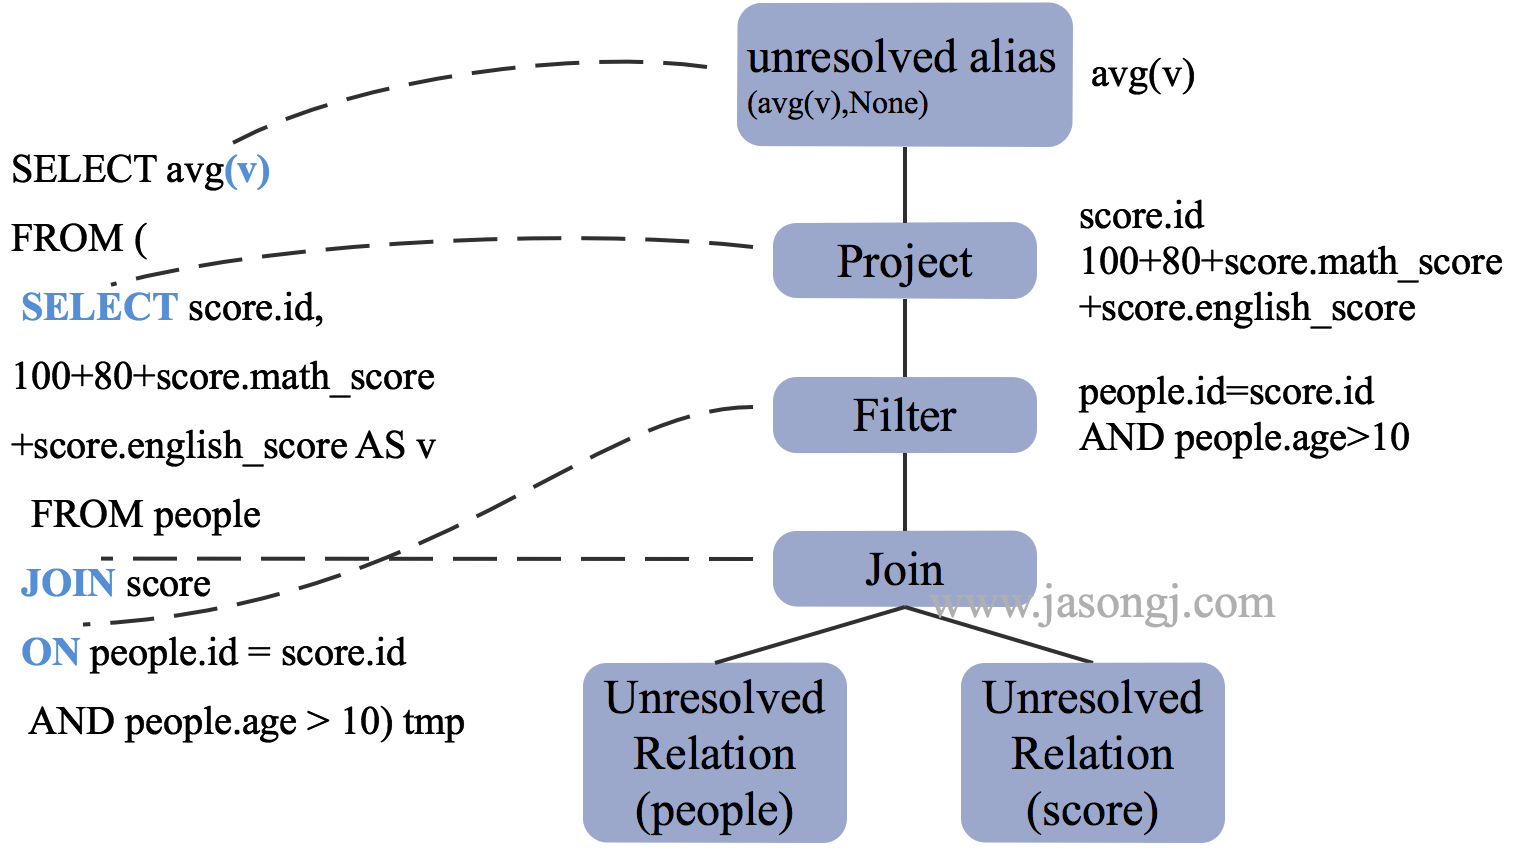 SELECT avg(v)
FROM (
SELECT score.id,
100+80+score.math_score
+score.english_score AS v
FROM people
JOIN score
ON people.id = score.id
AND people.age > 10) tmp
unresolved alias
(avg(v),None)
avg(v)
Project
score.id
100+80+score.math_score
+score.english_score
Filter
people.id=score.id
AND people.age>10
Join
www.jasongj.com
Unresolved
Relation
(people)
Unresolved
Relation
(score)